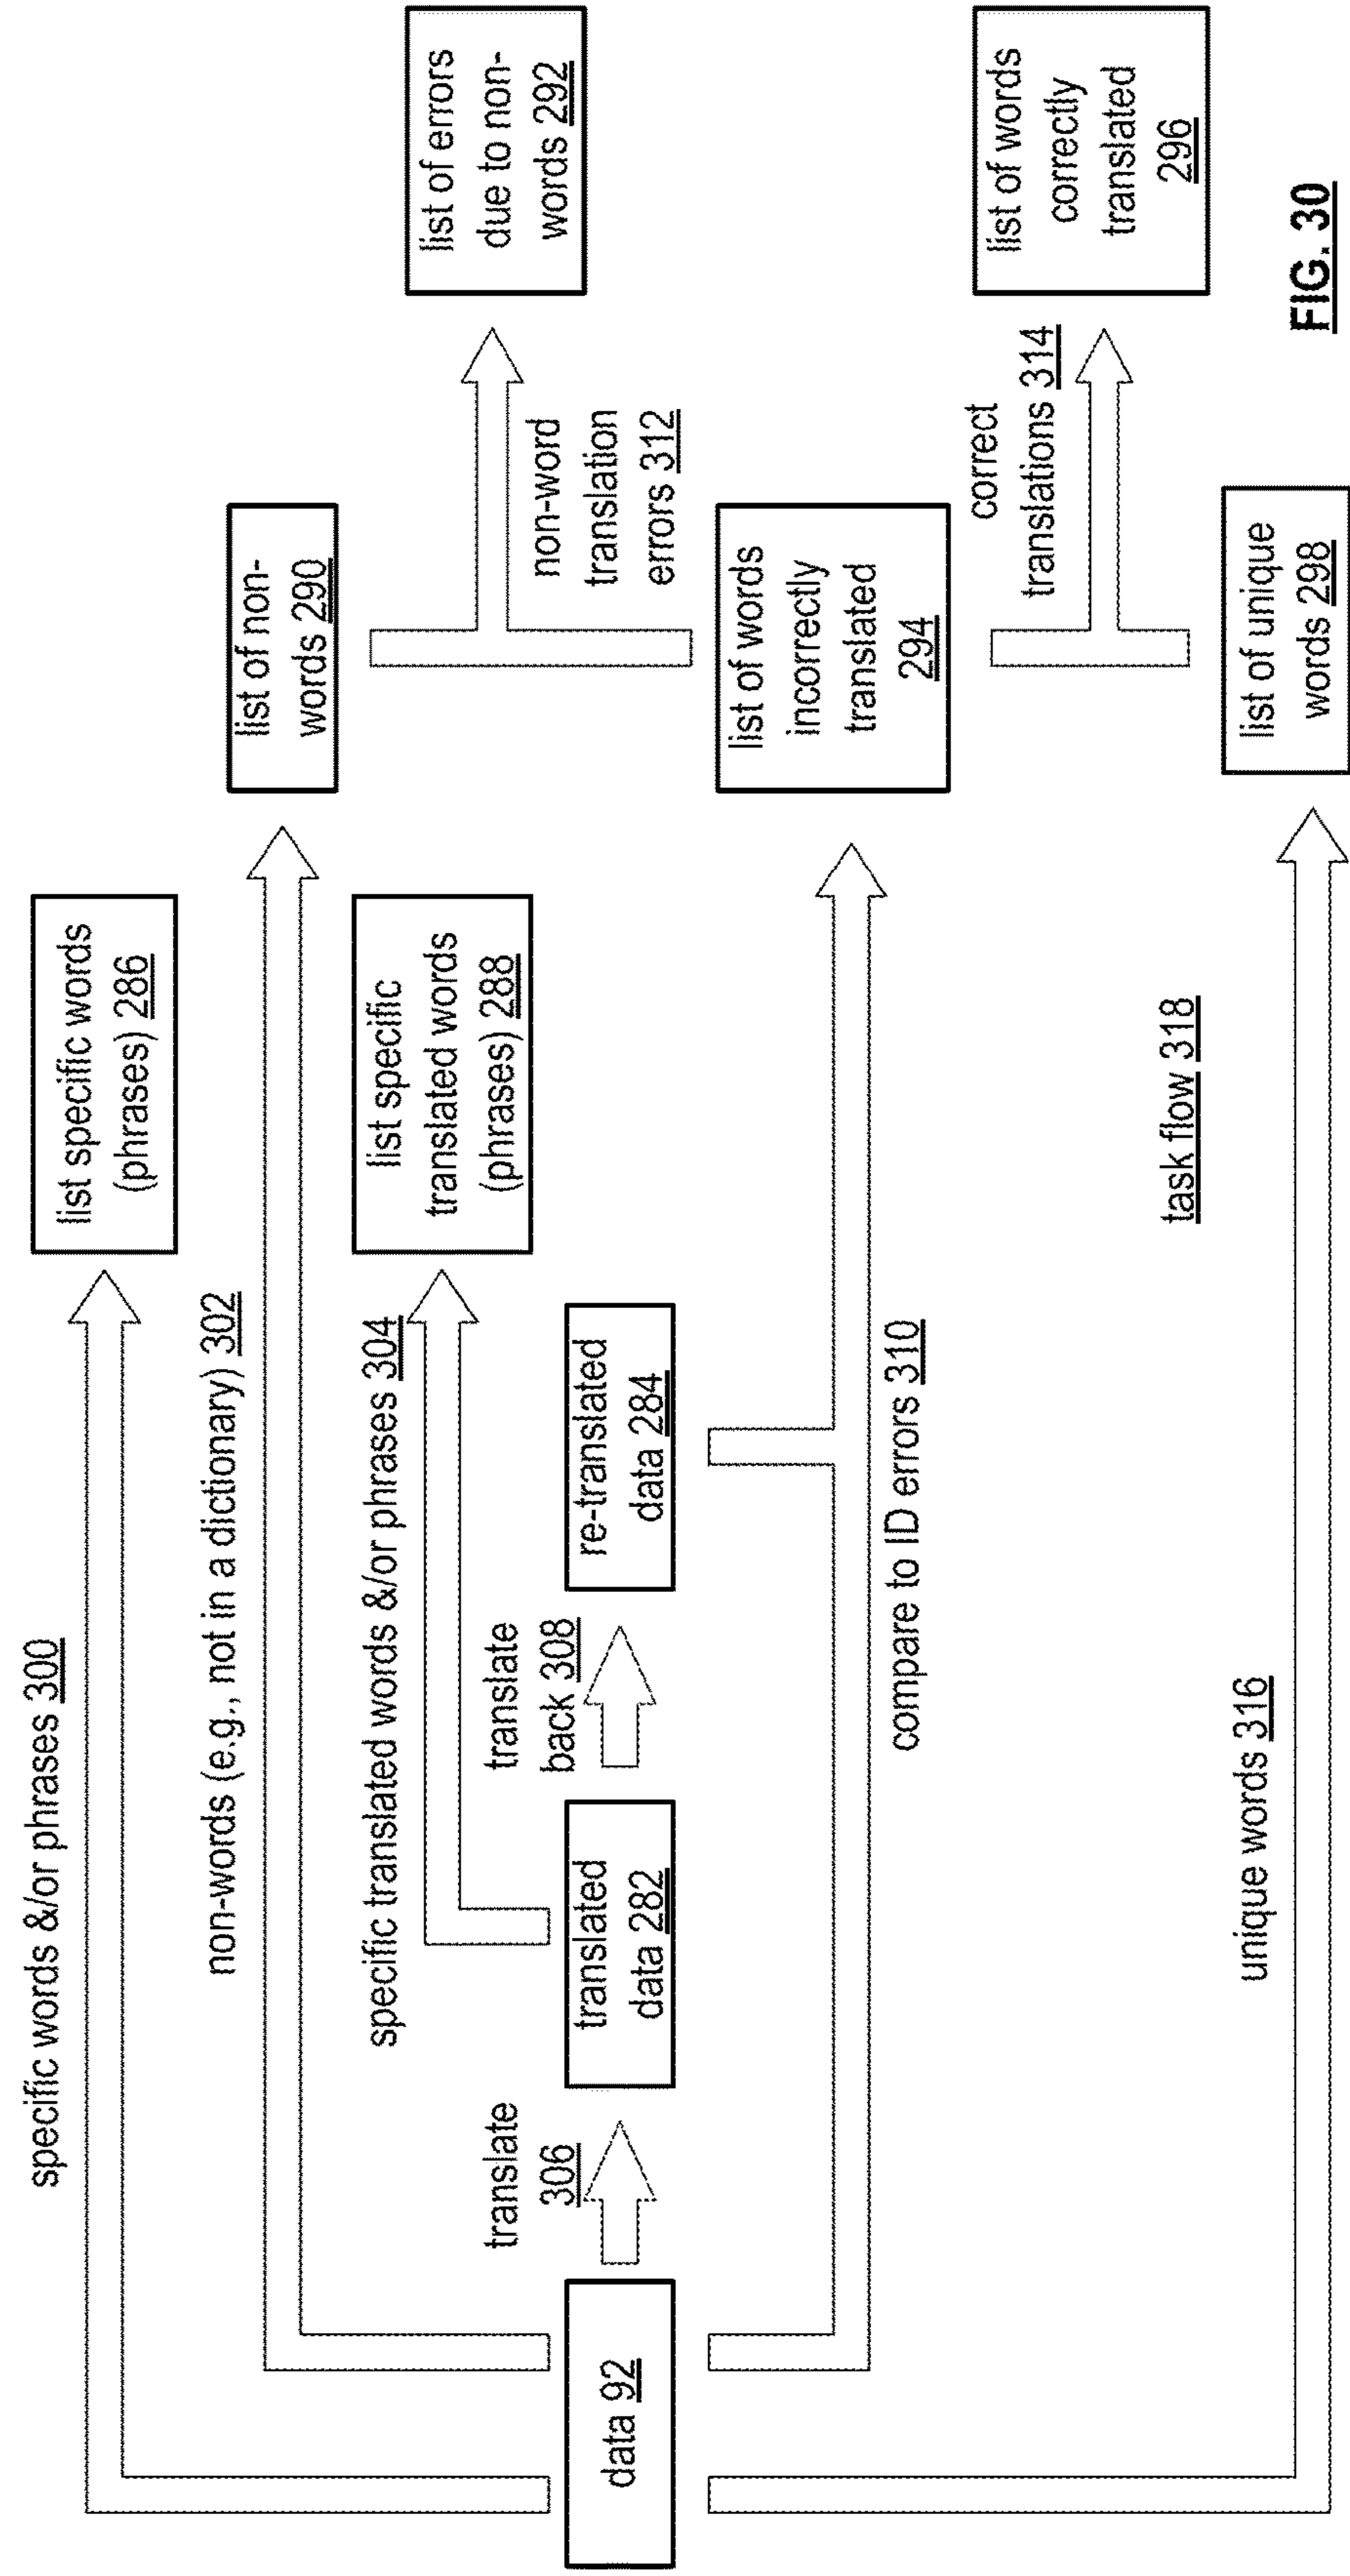 specific words &/or phrases 300
list specific words
(phrases) 286
non-words (e.g., not in a dictionary) 302
list of non-
words 290
specific translated words &/or phrases 304
list specific
translated words
(phrases) 288
list of errors
due to non-
words 292
non-word
translation
errors 312
data 92
translate
306
translated
data 282
translate
back 308
re-translated
data 284
compare to ID errors 310
list of words
incorrectly
translated
294
correct
translations 314
list of words
correctly
translated
296
task flow 318
unique words 316
list of unique
words 298
FIG. 30